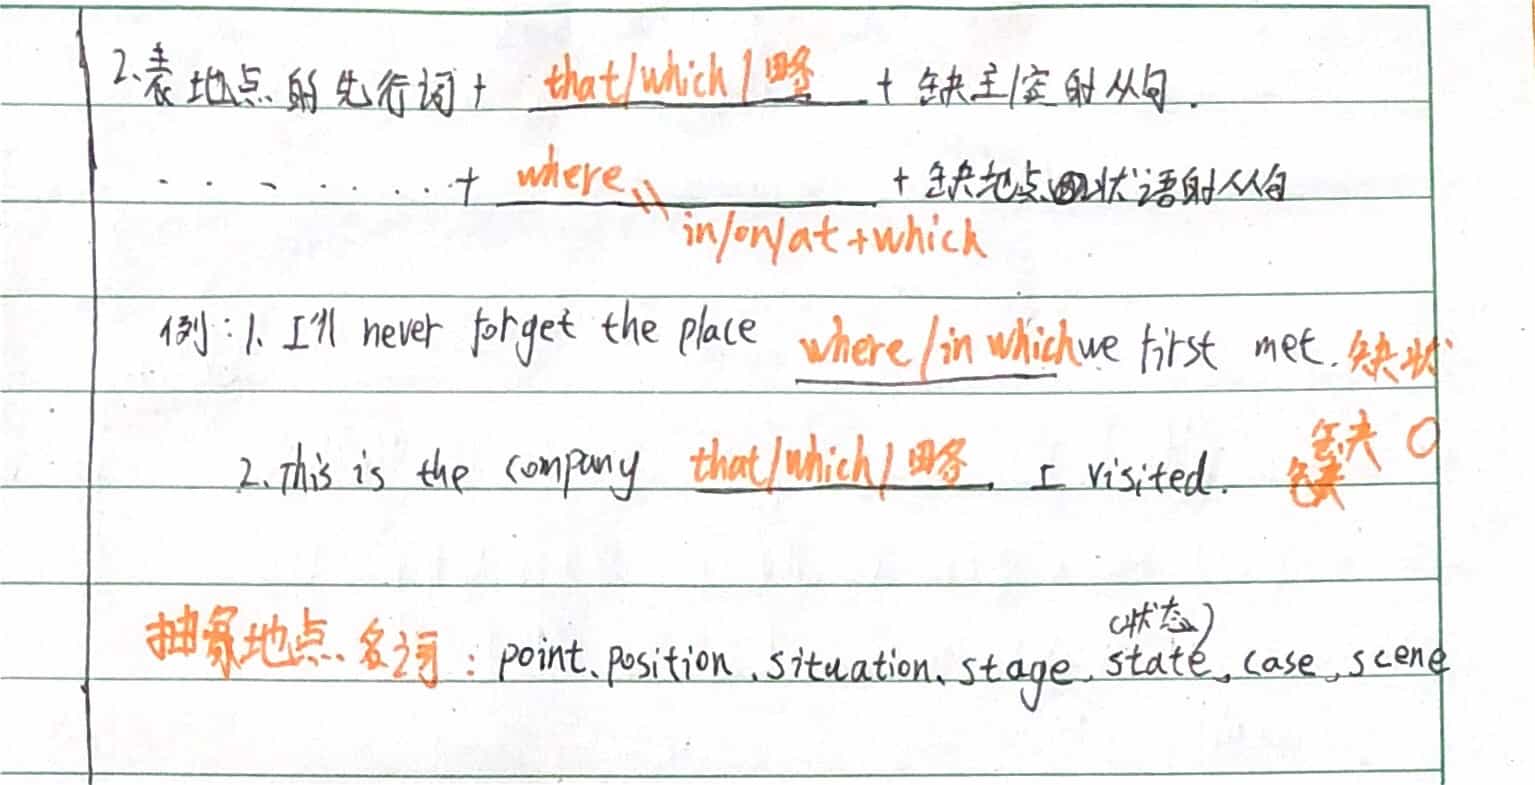 2.表地点的先行词+ that/which/略 + 缺主/宾的从句.
. . . . . . . . . + where \\ + 缺地点状语的从句
in/on/at+which
例:1. I'll never forget the place where/in which we first met. 缺状
2. This is the company that/which/略 I visited. 缺O
(状态)
抽象地点名词: point、position、situation、stage、state、case、scene